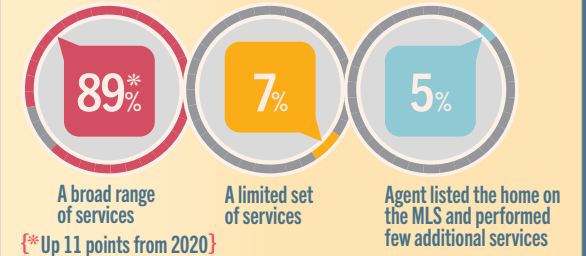 89%*
7%
5%
A broad range
of services
{*Up 11 points from 2020}
A limited set
of services
Agent listed the home on
the MLS and performed
few additional services